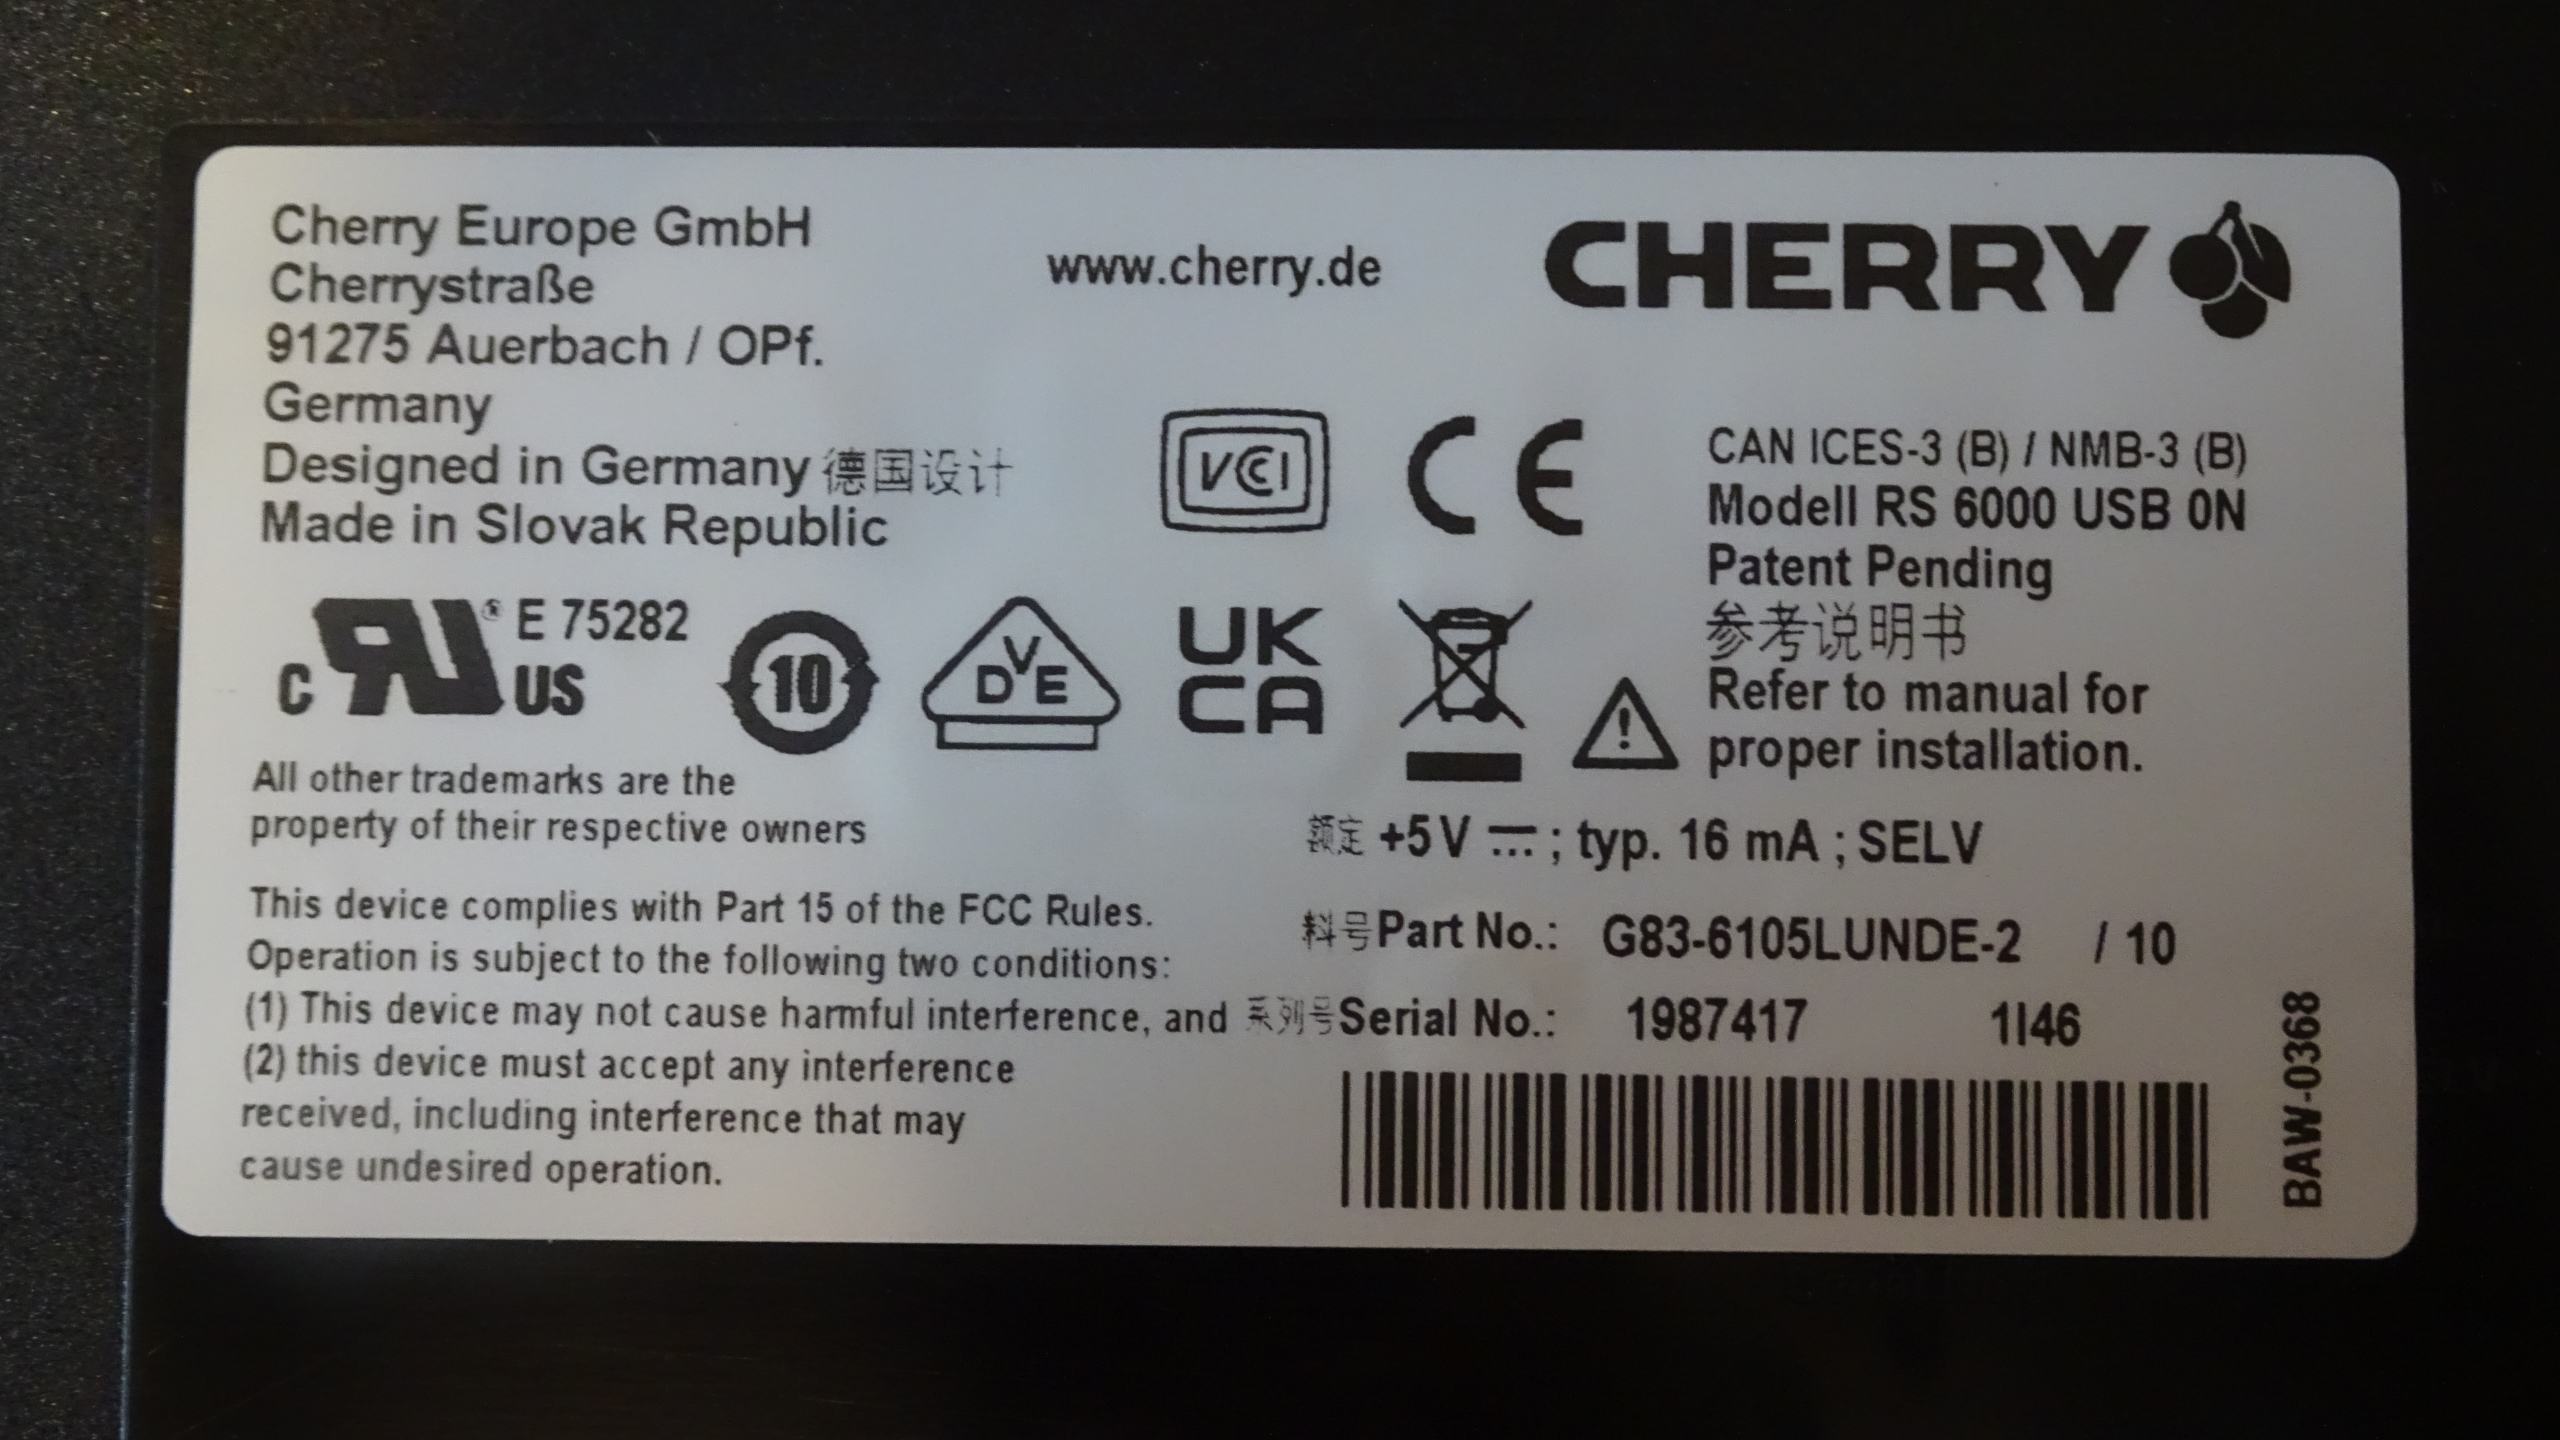 Cherry Europe GmbH
Cherrystraße
91275 Auerbach / OPf.
Germany
Designed in Germany 德国设计
Made in Slovak Republic
www.cherry.de
CHERRY
VCCI
CE
CAN ICES-3 (B) / NMB-3 (B)
Modell RS 6000 USB 0N
Patent Pending
参考说明书
Refer to manual for
proper installation.
c RU ® US E 75282
10
DVE
UK
CA
All other trademarks are the
property of their respective owners
额定 +5V ⎓; typ. 16 mA ; SELV
This device complies with Part 15 of the FCC Rules.
Operation is subject to the following two conditions:
(1) This device may not cause harmful interference, and
(2) this device must accept any interference
received, including interference that may
cause undesired operation.
料号Part No.: G83-6105LUNDE-2 / 10
系列号Serial No.: 1987417 1I46
BAW-0368